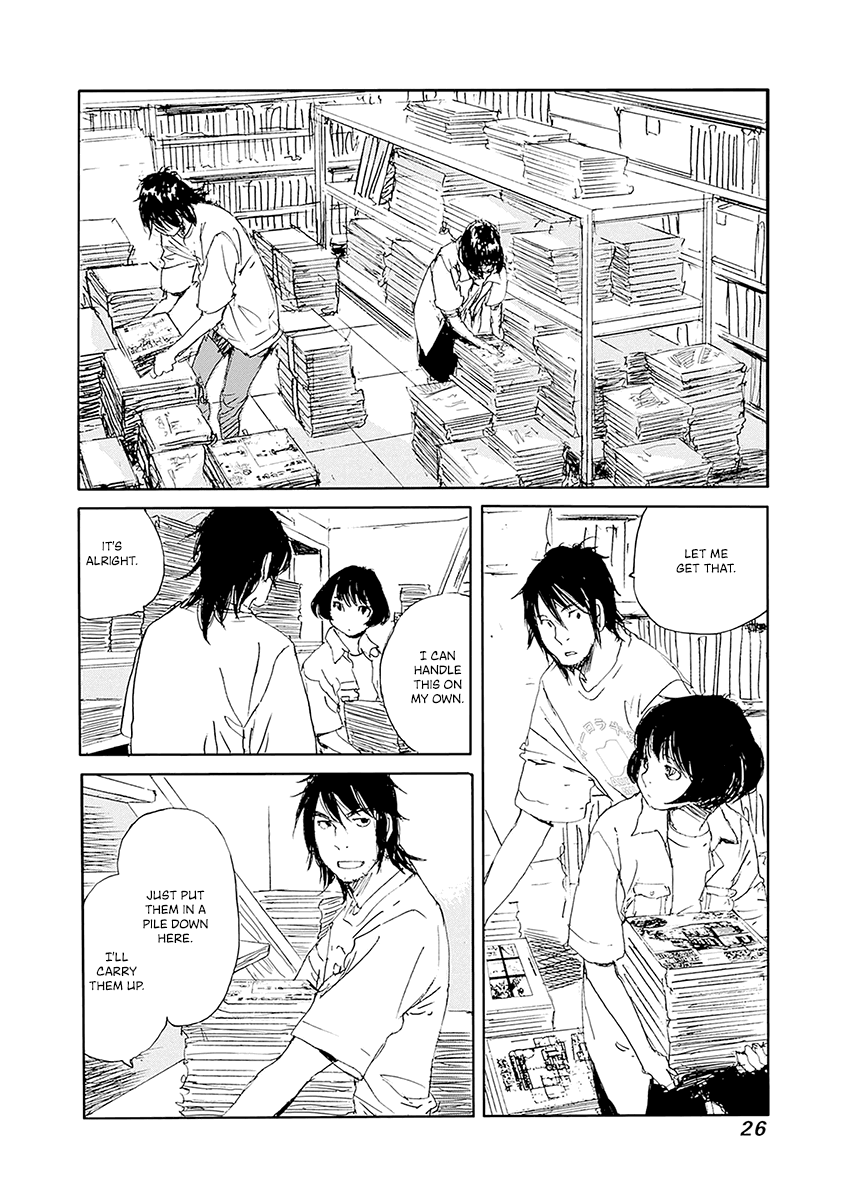 LET ME
GET THAT.
IT'S
ALRIGHT.
I CAN
HANDLE
THIS ON
MY OWN.
JUST PUT
THEM IN A
PILE DOWN
HERE.
I'LL
CARRY
THEM UP.
26